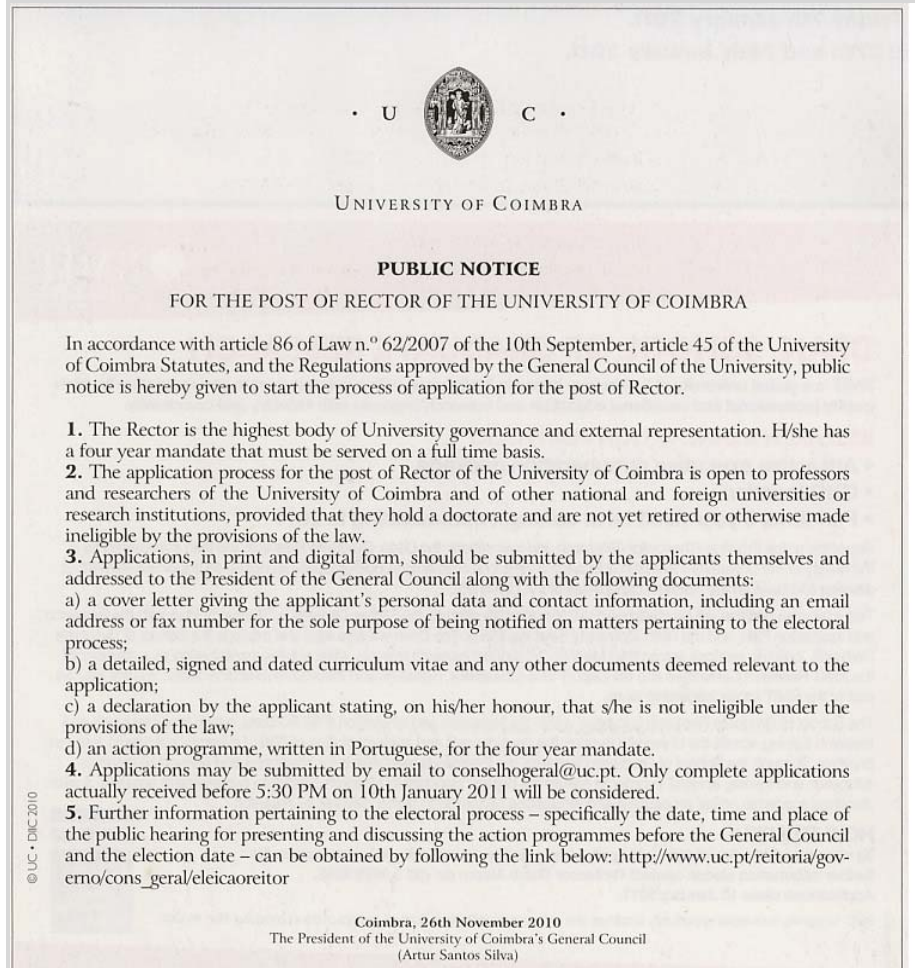 · U C ·
UNIVERSITY OF COIMBRA
PUBLIC NOTICE
FOR THE POST OF RECTOR OF THE UNIVERSITY OF COIMBRA
In accordance with article 86 of Law n.º 62/2007 of the 10th September, article 45 of the University
of Coimbra Statutes, and the Regulations approved by the General Council of the University, public
notice is hereby given to start the process of application for the post of Rector.
1. The Rector is the highest body of University governance and external representation. H/she has
a four year mandate that must be served on a full time basis.
2. The application process for the post of Rector of the University of Coimbra is open to professors
and researchers of the University of Coimbra and of other national and foreign universities or
research institutions, provided that they hold a doctorate and are not yet retired or otherwise made
ineligible by the provisions of the law.
3. Applications, in print and digital form, should be submitted by the applicants themselves and
addressed to the President of the General Council along with the following documents:
a) a cover letter giving the applicant's personal data and contact information, including an email
address or fax number for the sole purpose of being notified on matters pertaining to the electoral
process;
b) a detailed, signed and dated curriculum vitae and any other documents deemed relevant to the
application;
c) a declaration by the applicant stating, on his/her honour, that s/he is not ineligible under the
provisions of the law;
d) an action programme, written in Portuguese, for the four year mandate.
4. Applications may be submitted by email to conselhogeral@uc.pt. Only complete applications
actually received before 5:30 PM on 10th January 2011 will be considered.
5. Further information pertaining to the electoral process – specifically the date, time and place of
the public hearing for presenting and discussing the action programmes before the General Council
and the election date – can be obtained by following the link below: http://www.uc.pt/reitoria/gov-
erno/cons_geral/eleicaoreitor
© UC • DIIC 2010
Coimbra, 26th November 2010
The President of the University of Coimbra's General Council
(Artur Santos Silva)